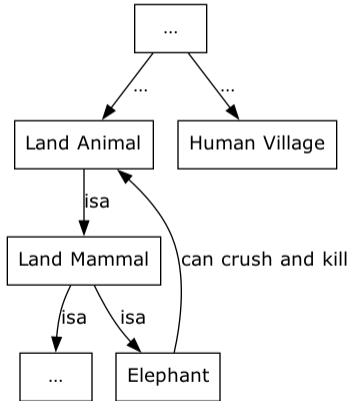 ...
...
...
Land Animal
Human Village
isa
Land Mammal
can crush and kill
isa
isa
...
Elephant